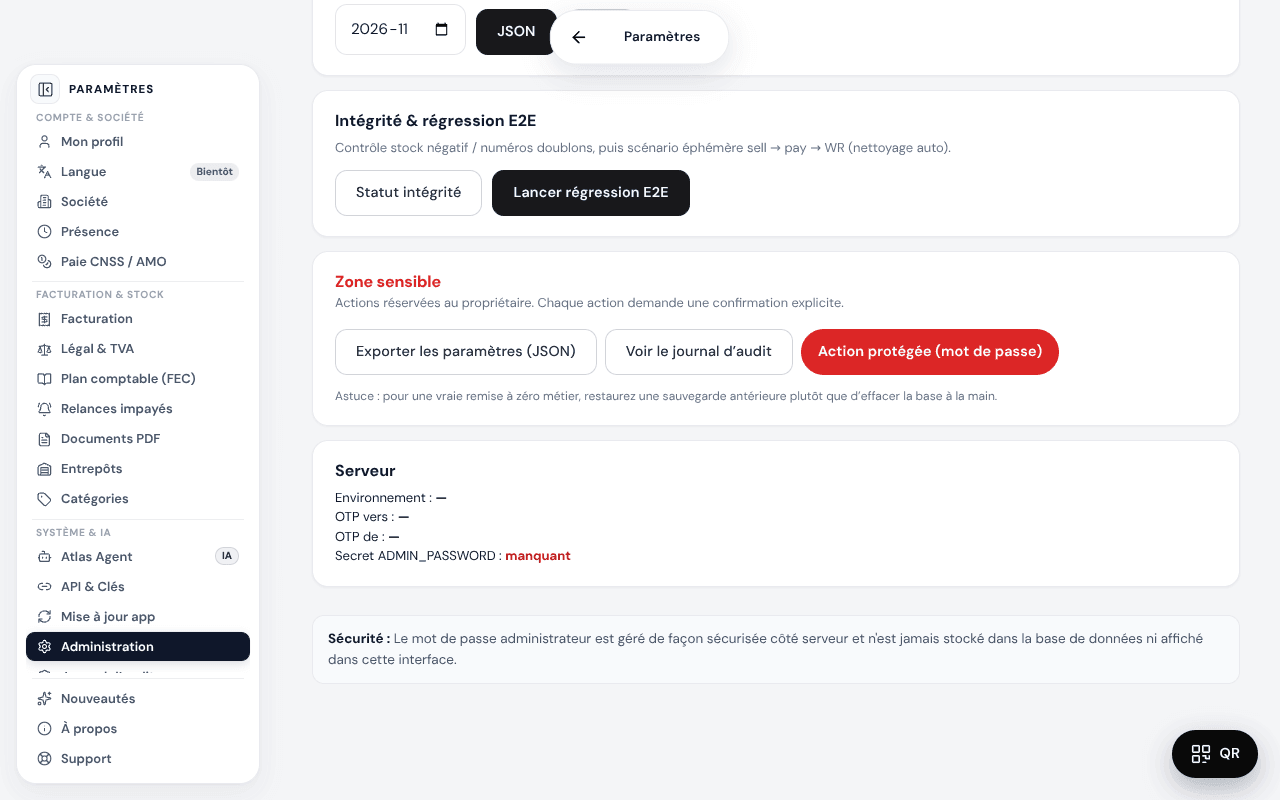 2026-11
JSON
Paramètres
PARAMÈTRES
COMPTE & SOCIÉTÉ
Mon profil
Langue
Bientôt
Société
Présence
Paie CNSS / AMO
FACTURATION & STOCK
Facturation
Légal & TVA
Plan comptable (FEC)
Relances impayés
Documents PDF
Entrepôts
Catégories
SYSTÈME & IA
Atlas Agent
IA
API & Clés
Mise à jour app
Administration
Nouveautés
À propos
Support
Intégrité & régression E2E
Contrôle stock négatif / numéros doublons, puis scénario éphémère sell → pay → WR (nettoyage auto).
Statut intégrité
Lancer régression E2E
Zone sensible
Actions réservées au propriétaire. Chaque action demande une confirmation explicite.
Exporter les paramètres (JSON)
Voir le journal d’audit
Action protégée (mot de passe)
Astuce : pour une vraie remise à zéro métier, restaurez une sauvegarde antérieure plutôt que d’effacer la base à la main.
Serveur
Environnement : —
OTP vers : —
OTP de : —
Secret ADMIN_PASSWORD : manquant
Sécurité : Le mot de passe administrateur est géré de façon sécurisée côté serveur et n'est jamais stocké dans la base de données ni affiché
dans cette interface.
QR